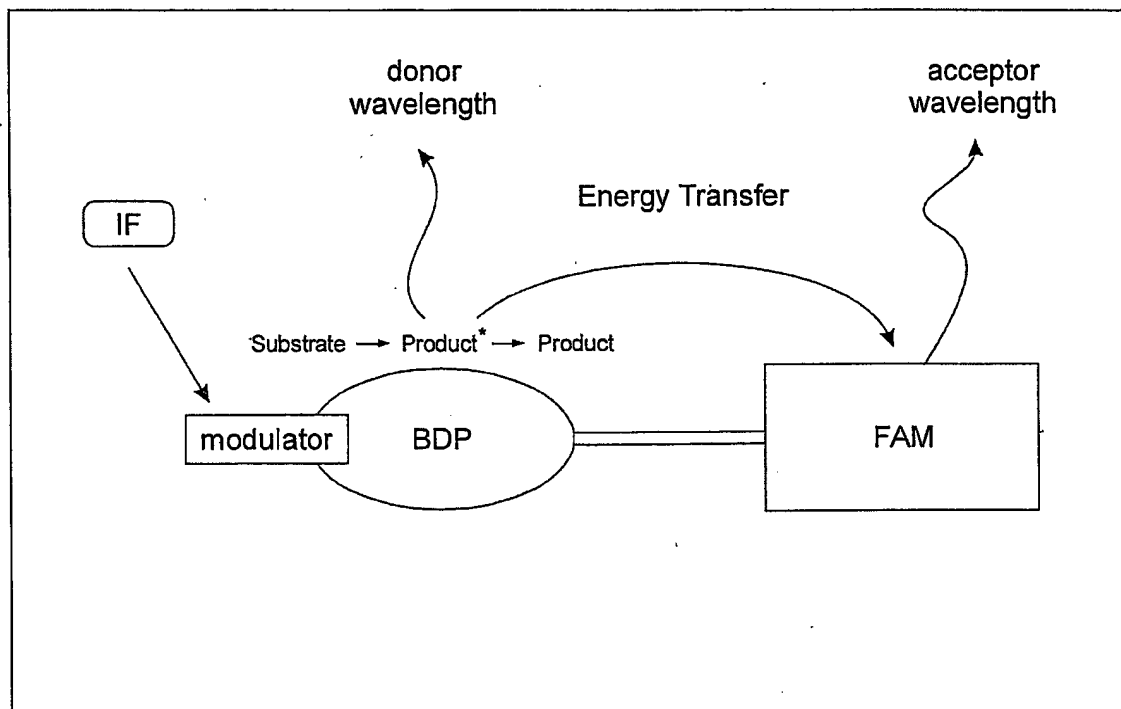 donor
wavelength
acceptor
wavelength
Energy Transfer
IF
Substrate → Product* → Product
modulator
BDP
FAM